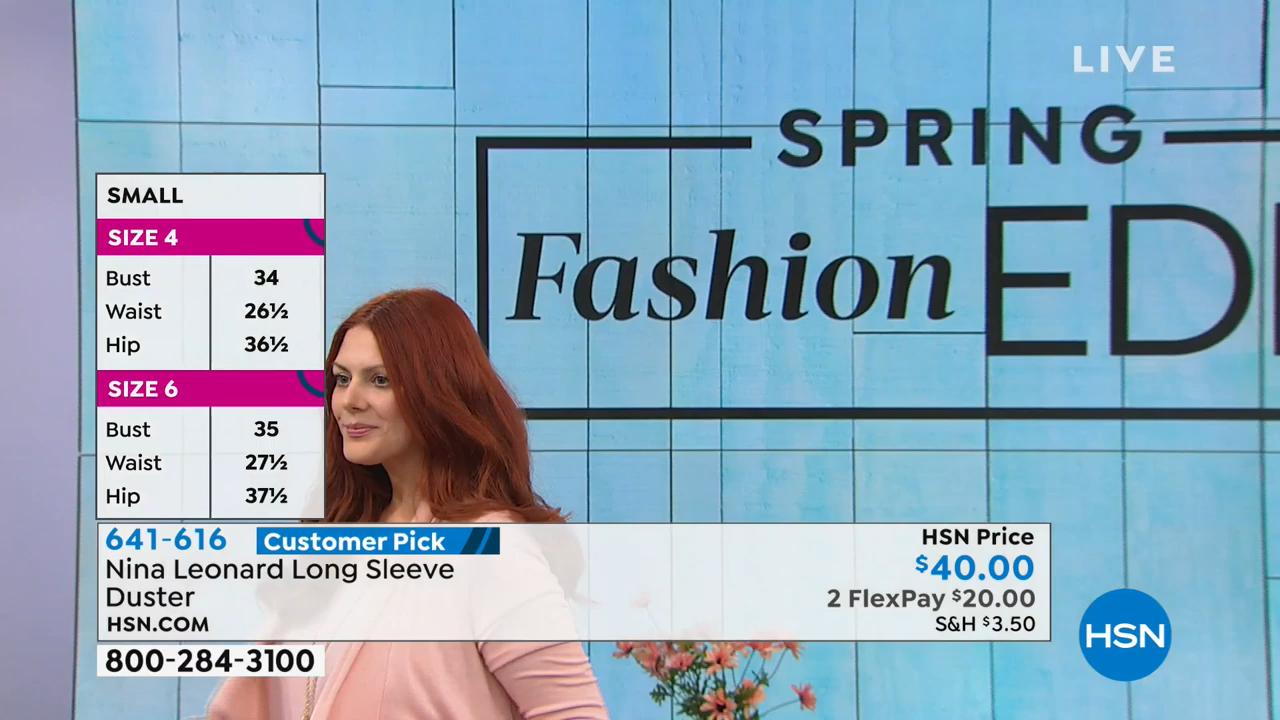 LIVE
SPRING
Fashion EDI
SMALL
SIZE 4
Bust 34
Waist 26½
Hip 36½
SIZE 6
Bust 35
Waist 27½
Hip 37½
641-616 Customer Pick
Nina Leonard Long Sleeve
Duster
HSN.COM
800-284-3100
HSN Price
$40.00
2 FlexPay $20.00
S&H $3.50
HSN